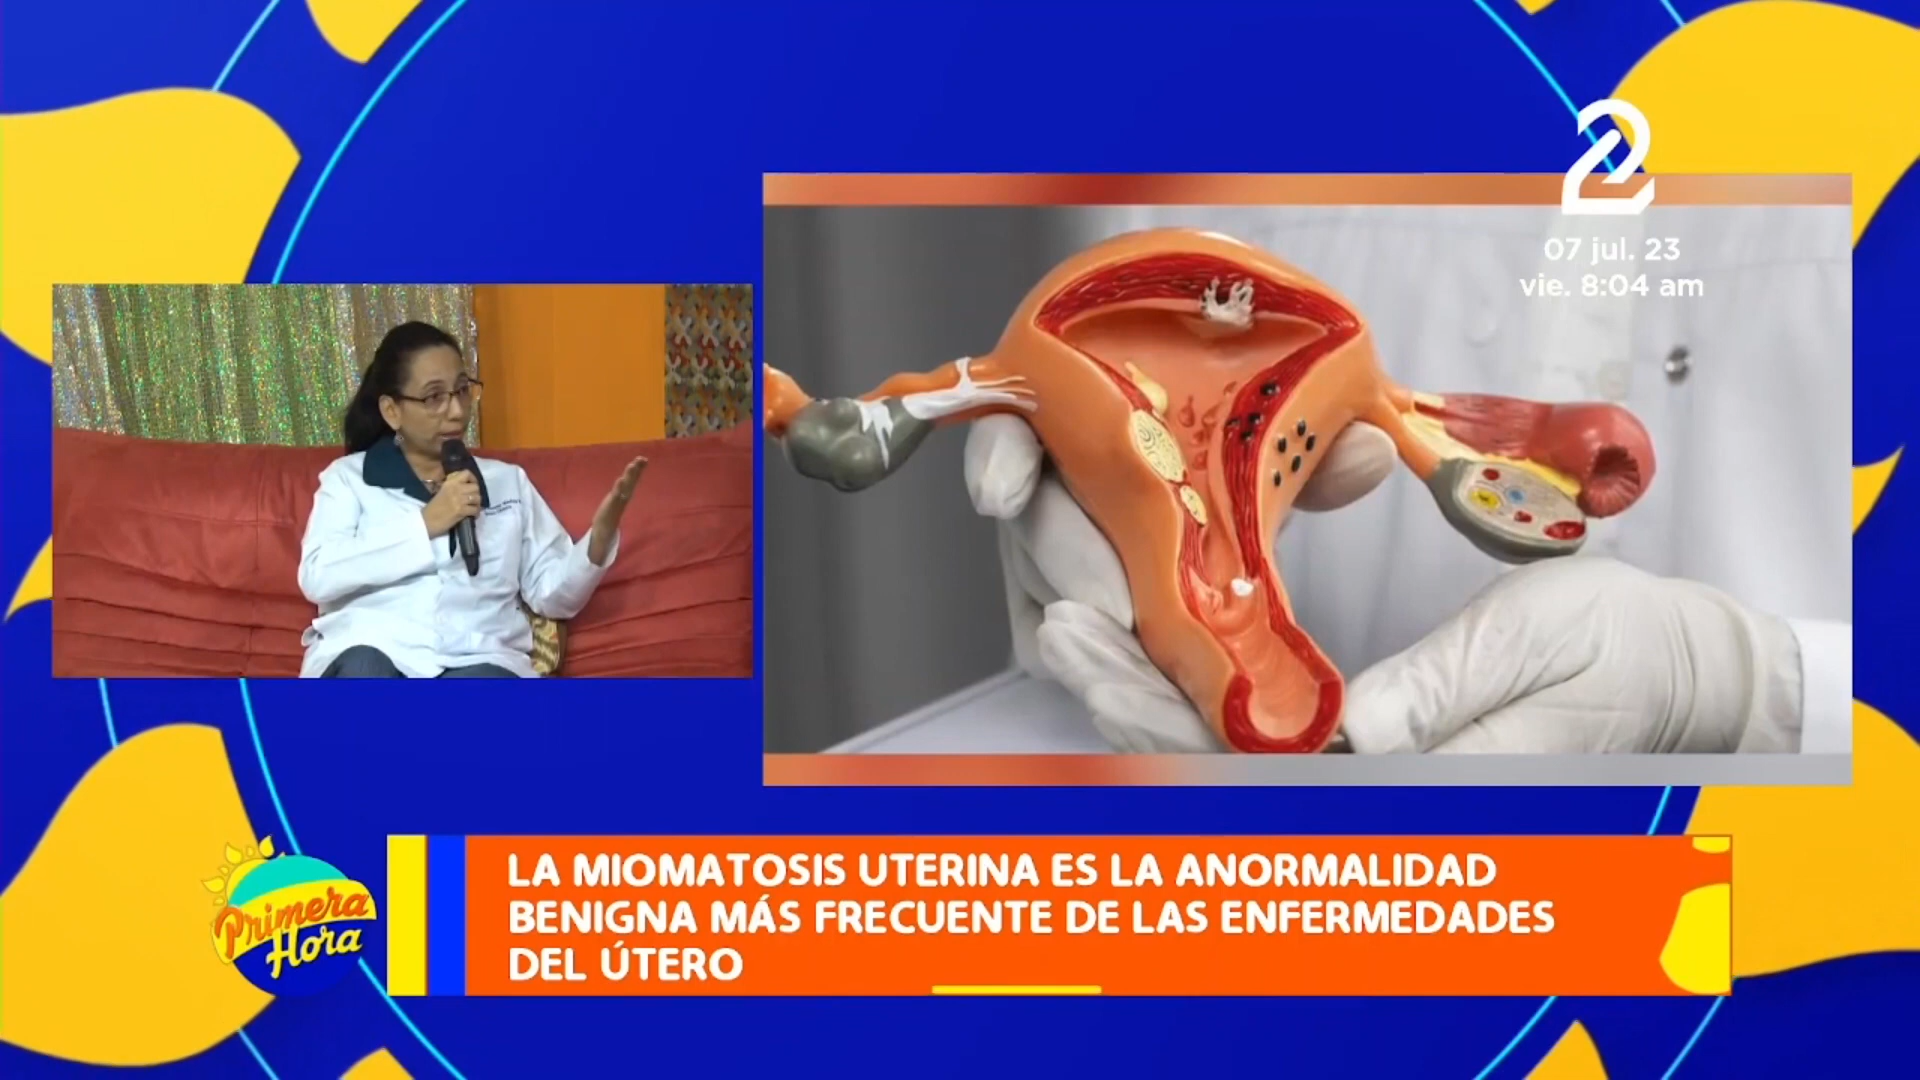 2
07 jul. 23
vie. 8:04 am
Primera
Hora
LA MIOMATOSIS UTERINA ES LA ANORMALIDAD
BENIGNA MÁS FRECUENTE DE LAS ENFERMEDADES
DEL ÚTERO